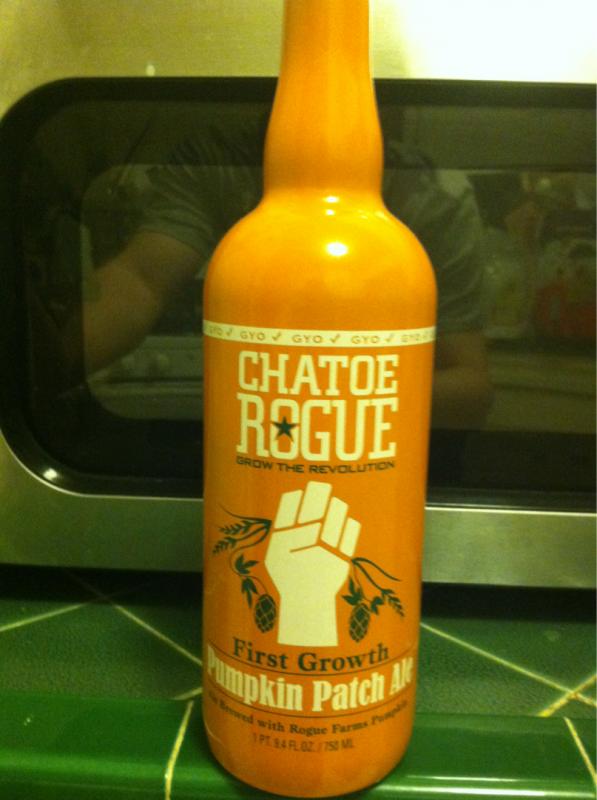 GYO ✓ GYO ✓ GYO ✓ GYO ✓ GYO ✓
CHATOE
ROGUE
GROW THE REVOLUTION
First Growth
Pumpkin Patch Ale
Brewed with Rogue Farms Pumpkin
1 PT. 9.4 FL. OZ. / 750 ML